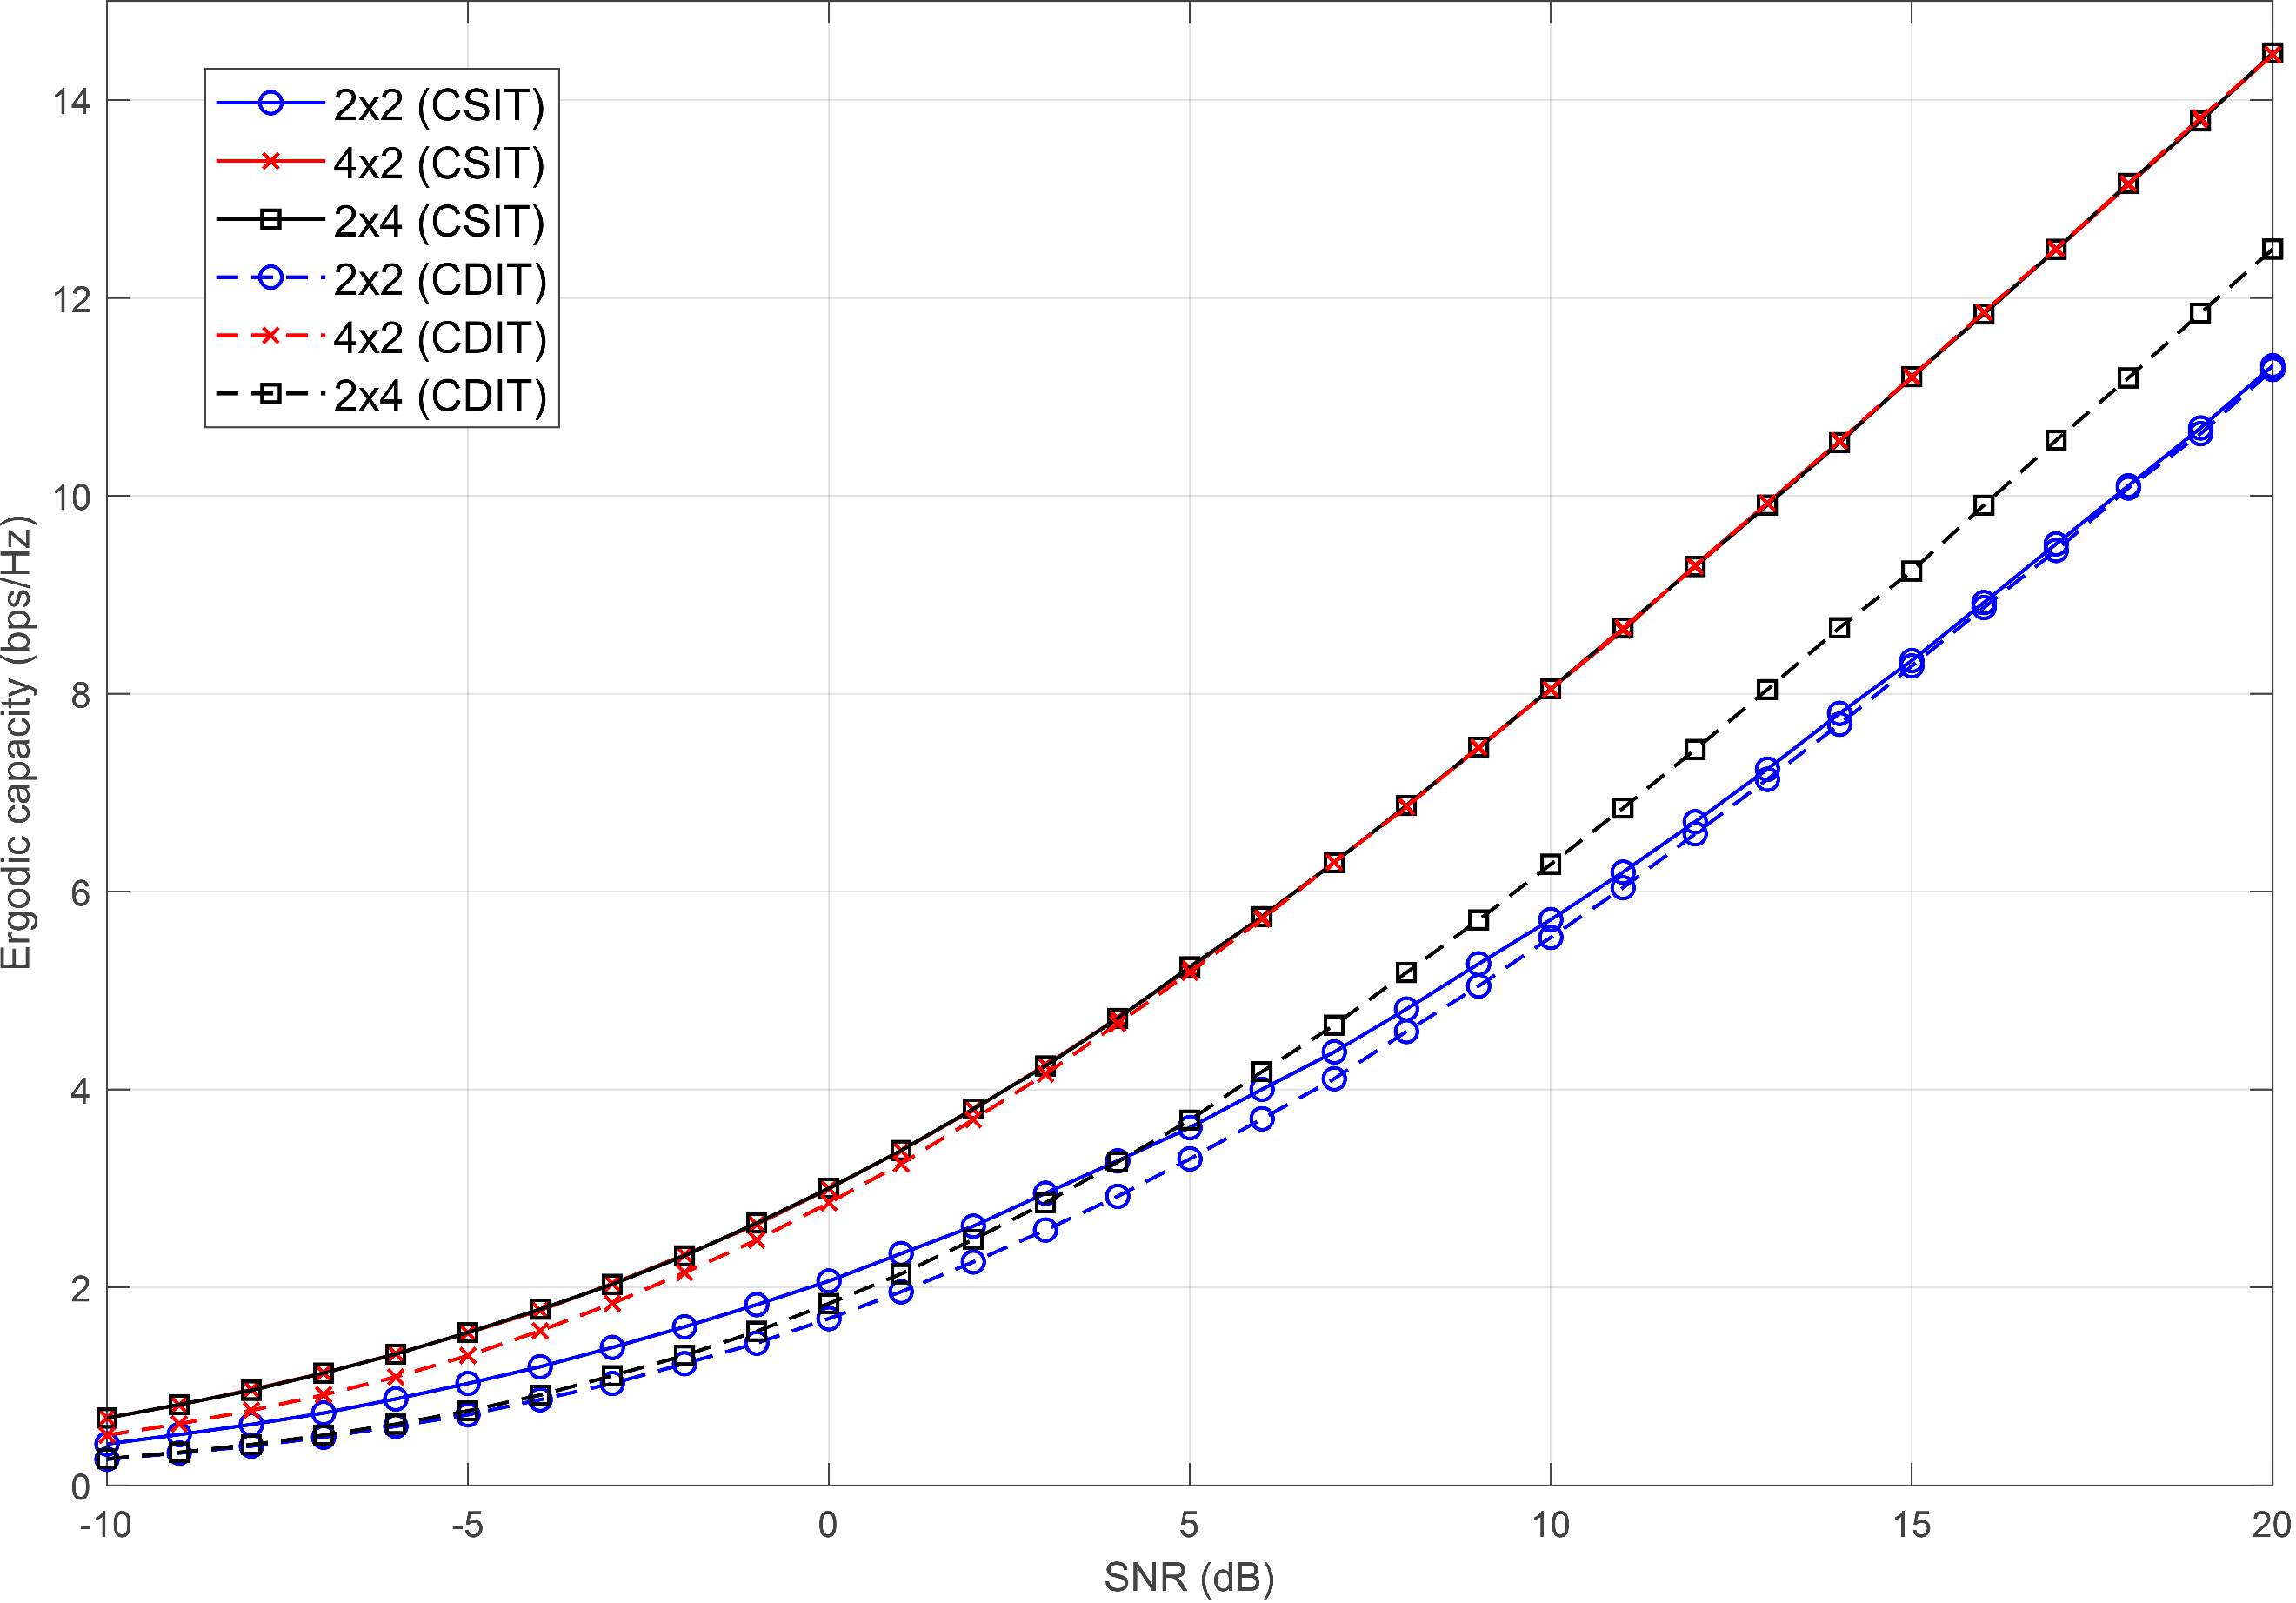 2x2 (CSIT)
4x2 (CSIT)
2x4 (CSIT)
2x2 (CDIT)
4x2 (CDIT)
2x4 (CDIT)
Ergodic capacity (bps/Hz)
14
12
10
8
6
4
2
0
-10 -5 0 5 10 15 20
SNR (dB)